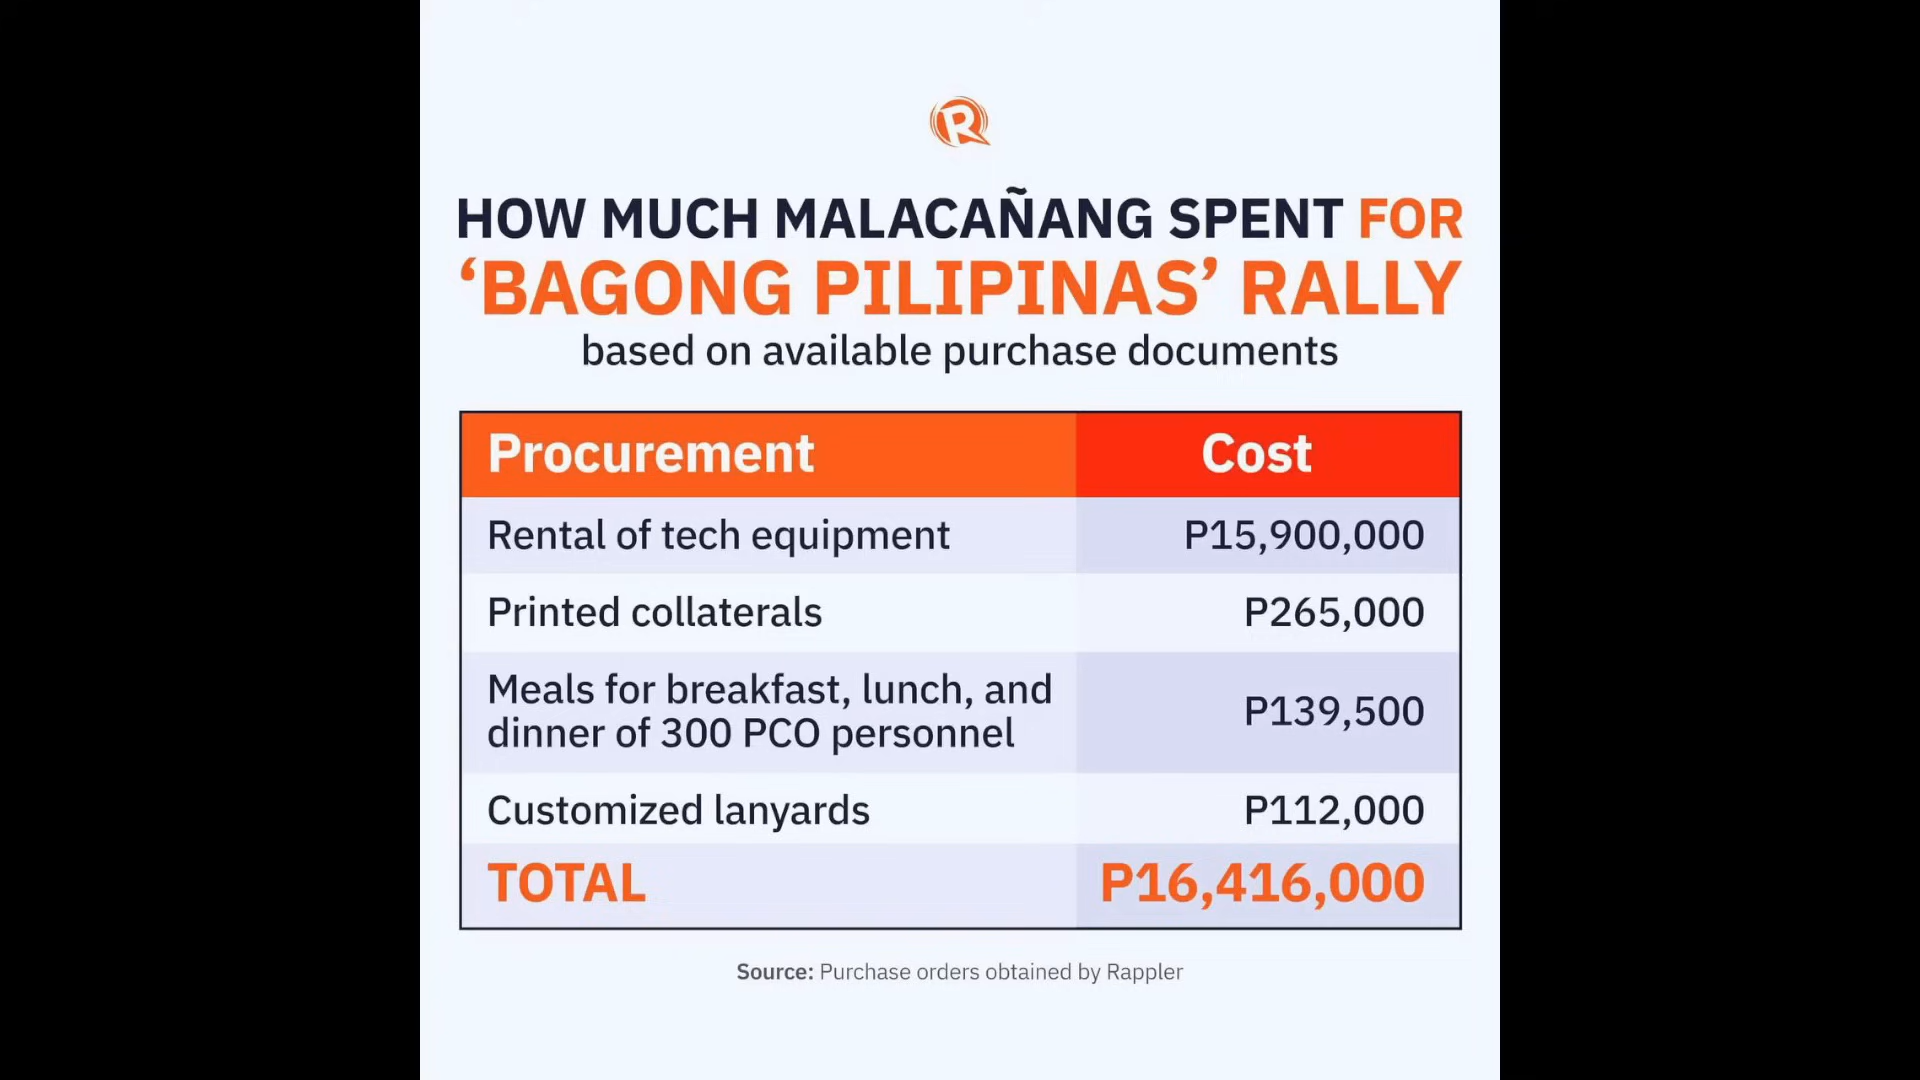 R
HOW MUCH MALACAÑANG SPENT FOR
‘BAGONG PILIPINAS’ RALLY
based on available purchase documents
Procurement Cost
Rental of tech equipment P15,900,000
Printed collaterals P265,000
Meals for breakfast, lunch, and
dinner of 300 PCO personnel P139,500
Customized lanyards P112,000
TOTAL P16,416,000
Source: Purchase orders obtained by Rappler